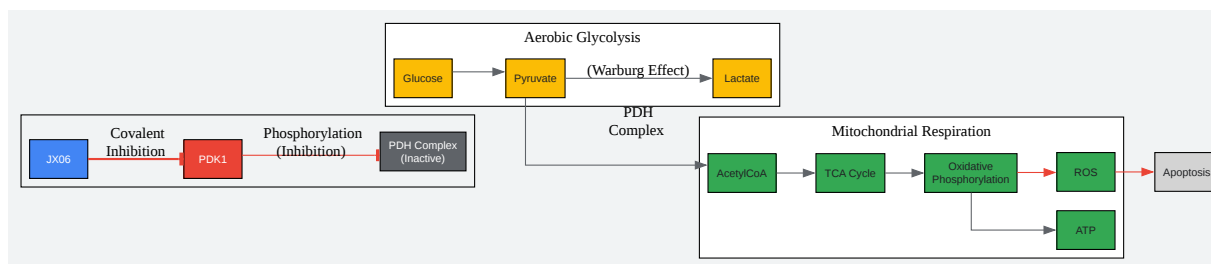 Aerobic Glycolysis
Glucose
Pyruvate
(Warburg Effect)
Lactate
PDH
Complex
JX06
Covalent
Inhibition
PDK1
Phosphorylation
(Inhibition)
PDH Complex
(Inactive)
Mitochondrial Respiration
AcetylCoA
TCA Cycle
Oxidative
Phosphorylation
ROS
Apoptosis
ATP